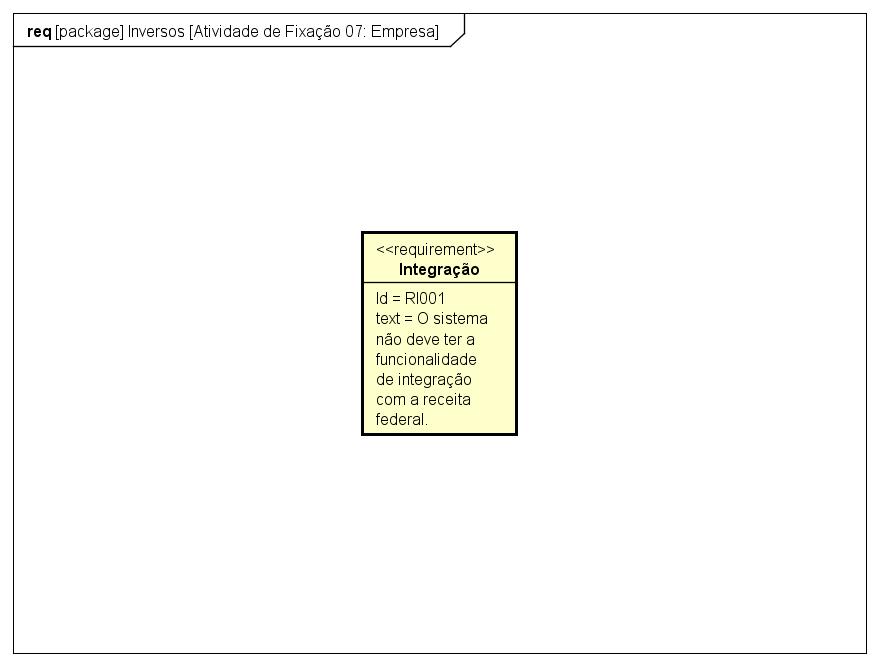 req [package] Inversos [Atividade de Fixação 07: Empresa]
<<requirement>>
Integração
Id = RI001
text = O sistema
não deve ter a
funcionalidade
de integração
com a receita
federal.